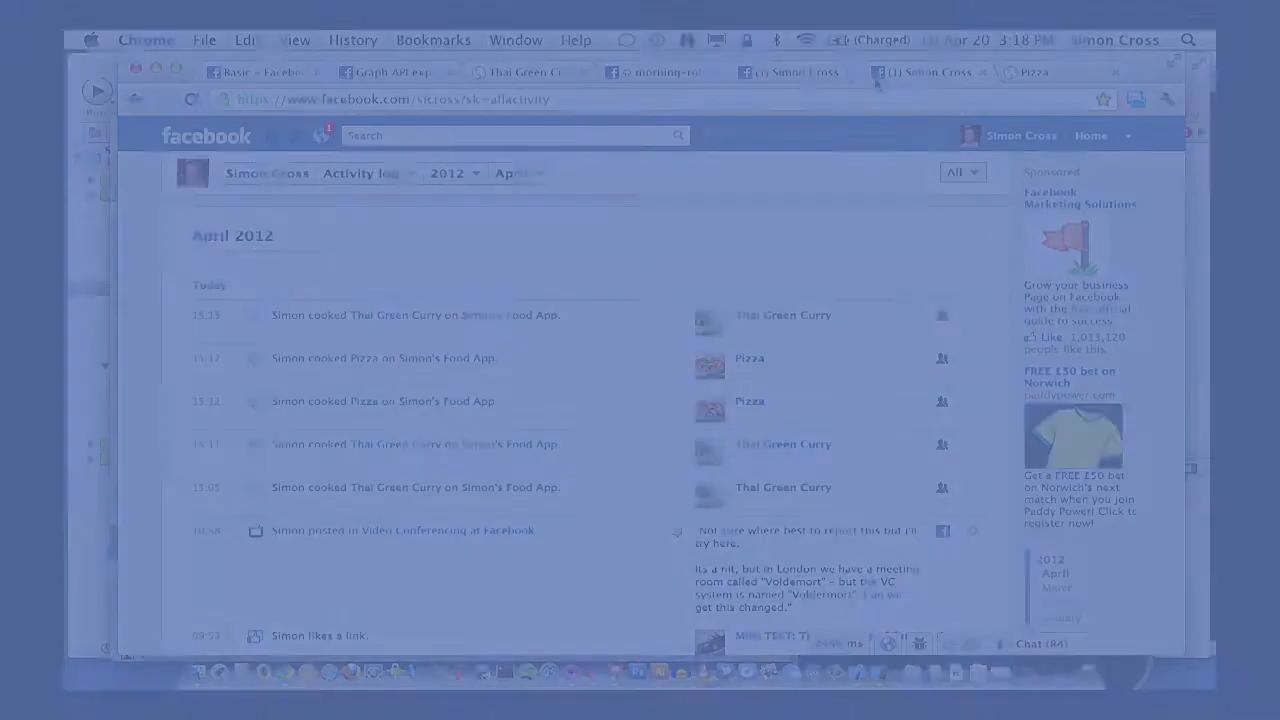 Chrome File Edit View History Bookmarks Window Help (Charged) Fri Apr 20 3:18 PM Simon Cross
Basic - Facebo Graph API exp Thai Green C morning-ro (1) Simon Cross (1) Simon Cross Pizza
https://www.facebook.com/sicross?sk=allactivity
facebook 1 Search Simon Cross Home
Simon Cross Activity log 2012 April All
April 2012
Today
15:13 Simon cooked Thai Green Curry on Simon's Food App. Thai Green Curry
15:12 Simon cooked Pizza on Simon's Food App. Pizza
15:12 Simon cooked Pizza on Simon's Food App. Pizza
15:11 Simon cooked Thai Green Curry on Simon's Food App. Thai Green Curry
15:05 Simon cooked Thai Green Curry on Simon's Food App. Thai Green Curry
10:58 Simon posted in Video Conferencing at Facebook
"Not sure where best to report this but i'll
try here.
Its a nit, but in London we have a meeting
room called "Voldemort" - but the VC
system is named "Voldermort". Can we
get this changed."
09:53 Simon likes a link. Mini TEST:
Sponsored
Facebook
Marketing Solutions
Grow your business
Page on Facebook
with the free official
guide to success.
Like 1,013,120
people like this.
FREE £50 bet on
Norwich
paddypower.com
Get a FREE £50 bet
on Norwich's next
match when you join
Paddy Power! Click to
register now!
2012
April
March
January
ms Chat (84)